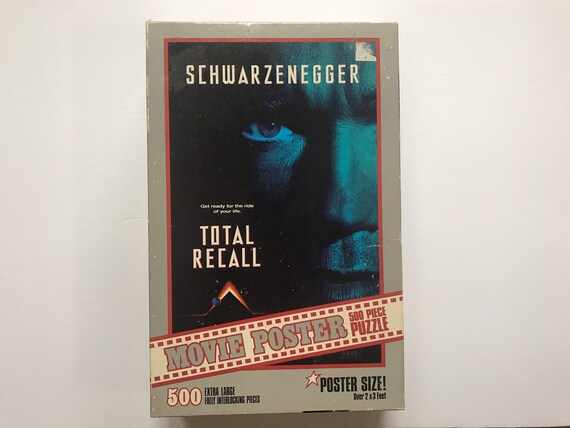 SCHWARZENEGGER
Get ready for the ride
of your life.
TOTAL
RECALL
MOVIE POSTER
500 PIECE
PUZZLE
500 EXTRA LARGE
FULLY INTERLOCKING PIECES
POSTER SIZE!
Over 2 x 3 Feet